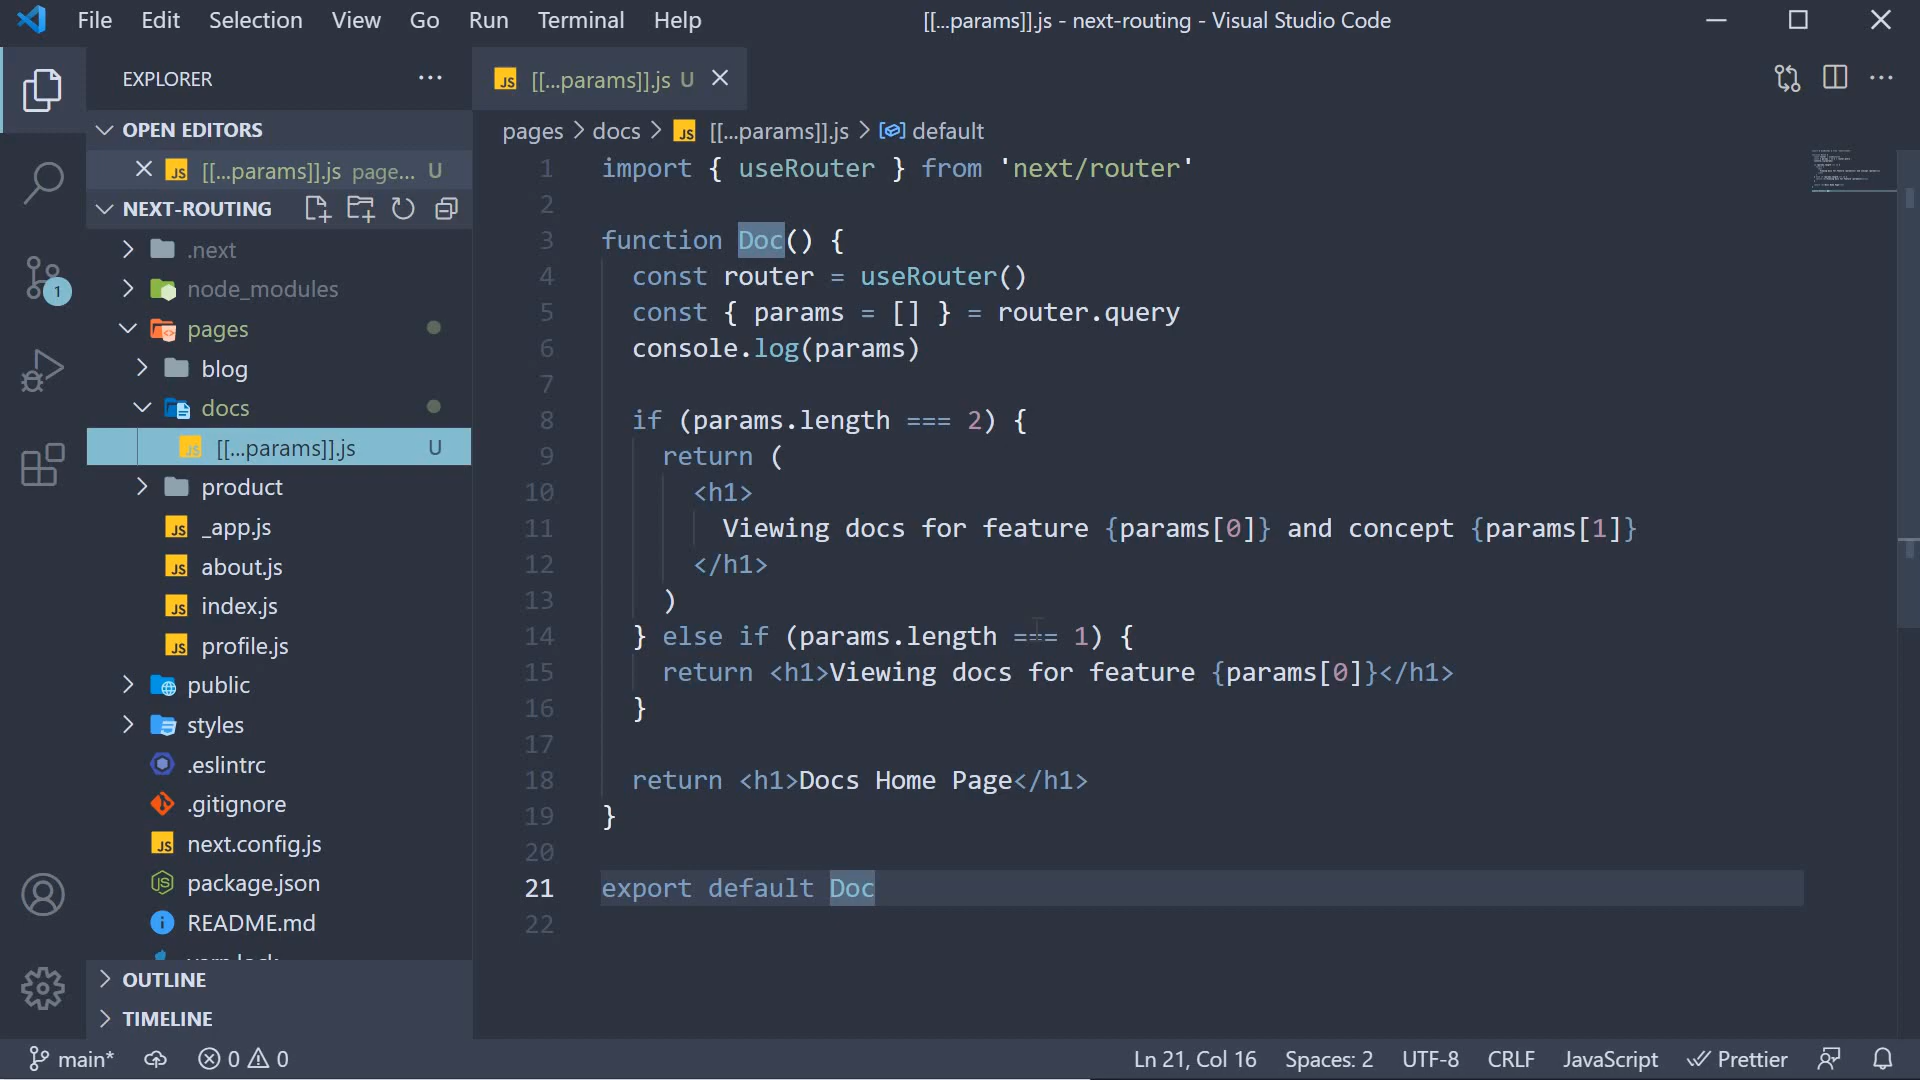 File Edit Selection View Go Run Terminal Help [[...params]].js - next-routing - Visual Studio Code
EXPLORER
[[...params]].js U
OPEN EDITORS
[[...params]].js page... U
NEXT-ROUTING
.next
node_modules
pages
blog
docs
[[...params]].js U
product
_app.js
about.js
index.js
profile.js
public
styles
.eslintrc
.gitignore
next.config.js
package.json
README.md
yarn.lock
OUTLINE
TIMELINE
pages > docs > JS [[...params]].js > default
1 import { useRouter } from 'next/router'
2
3 function Doc() {
4 const router = useRouter()
5 const { params = [] } = router.query
6 console.log(params)
7
8 if (params.length === 2) {
9 return (
10 <h1>
11 Viewing docs for feature {params[0]} and concept {params[1]}
12 </h1>
13 )
14 } else if (params.length === 1) {
15 return <h1>Viewing docs for feature {params[0]}</h1>
16 }
17
18 return <h1>Docs Home Page</h1>
19 }
20
21 export default Doc
22
1
main* 0 0 Ln 21, Col 16 Spaces: 2 UTF-8 CRLF JavaScript Prettier